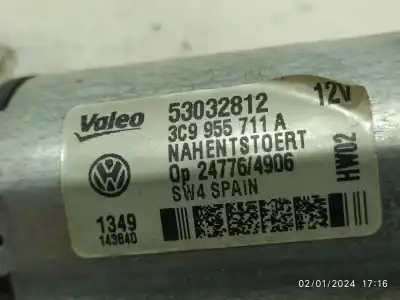 Valeo
53032812
12V
3C9 955 711 A
NAHENTSTOERT
Op 24776/4906
SW4 SPAIN
HW02
1349
143840
02/01/2024 17:16